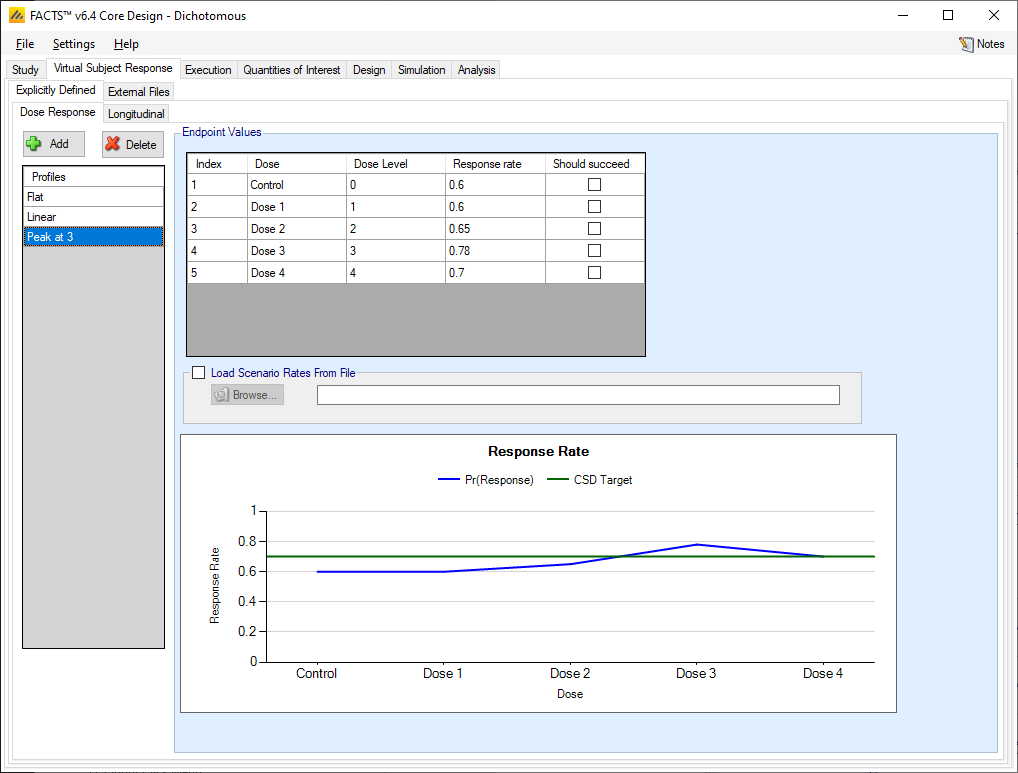 FACTS™ v6.4 Core Design - Dichotomous
File Settings Help Notes
Study Virtual Subject Response Execution Quantities of Interest Design Simulation Analysis
Explicitly Defined External Files
Dose Response Longitudinal
Add Delete
Profiles
Flat
Linear
Peak at 3
Endpoint Values
Index Dose Dose Level Response rate Should succeed
1 Control 0 0.6
2 Dose 1 1 0.6
3 Dose 2 2 0.65
4 Dose 3 3 0.78
5 Dose 4 4 0.7
Load Scenario Rates From File
Browse...
Response Rate
Pr(Response) CSD Target
1
0.8
0.6
0.4
0.2
0
Response Rate
Control Dose 1 Dose 2 Dose 3 Dose 4
Dose